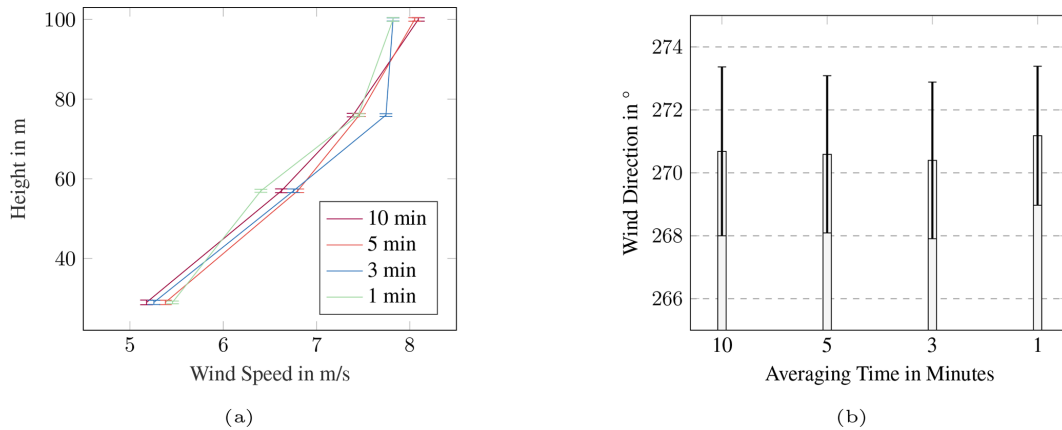 100
80
60
40
Height in m
10 min
5 min
3 min
1 min
5 6 7 8
Wind Speed in m/s
(a)
274
272
270
268
266
Wind Direction in °
10 5 3 1
Averaging Time in Minutes
(b)